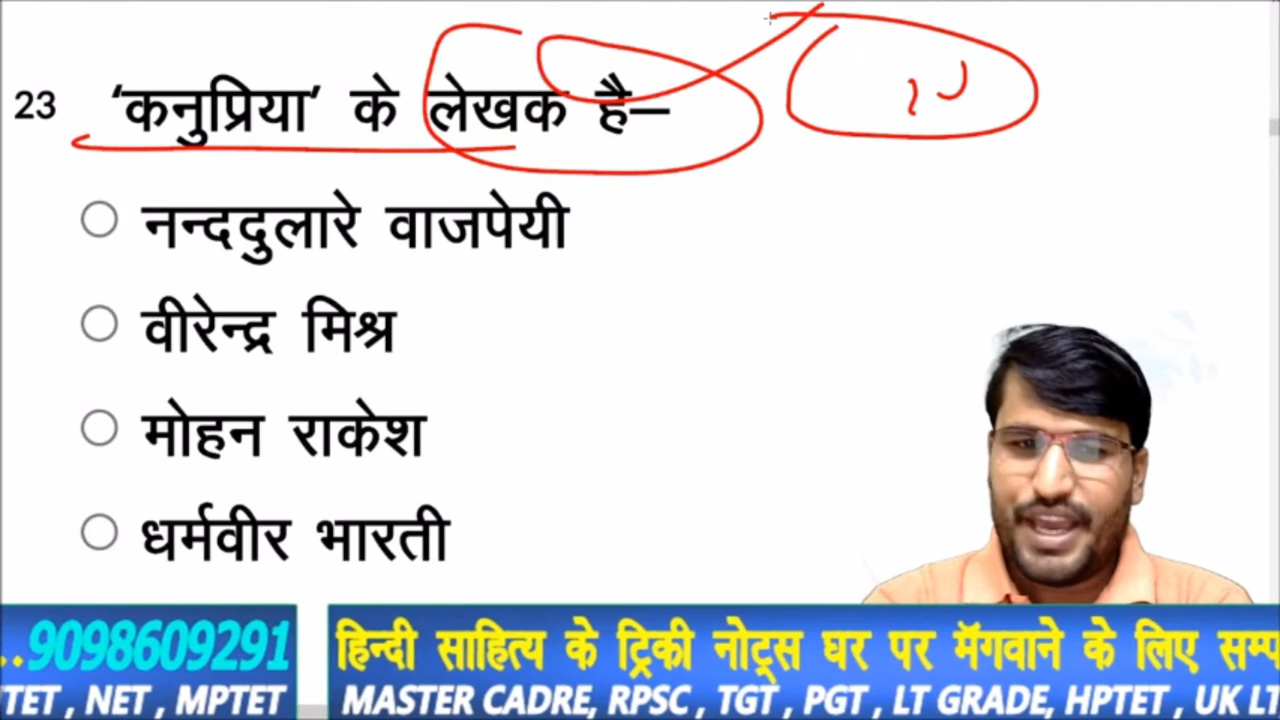 23 ‘कनुप्रिया’ के लेखक है–
नन्ददुलारे वाजपेयी
वीरेन्द्र मिश्र
मोहन राकेश
धर्मवीर भारती
..9098609291 हिन्दी साहित्य के ट्रिकी नोट्स घर पर मॅगवाने के लिए सम्प
TET , NET , MPTET MASTER CADRE, RPSC , TGT , PGT , LT GRADE, HPTET , UK LT